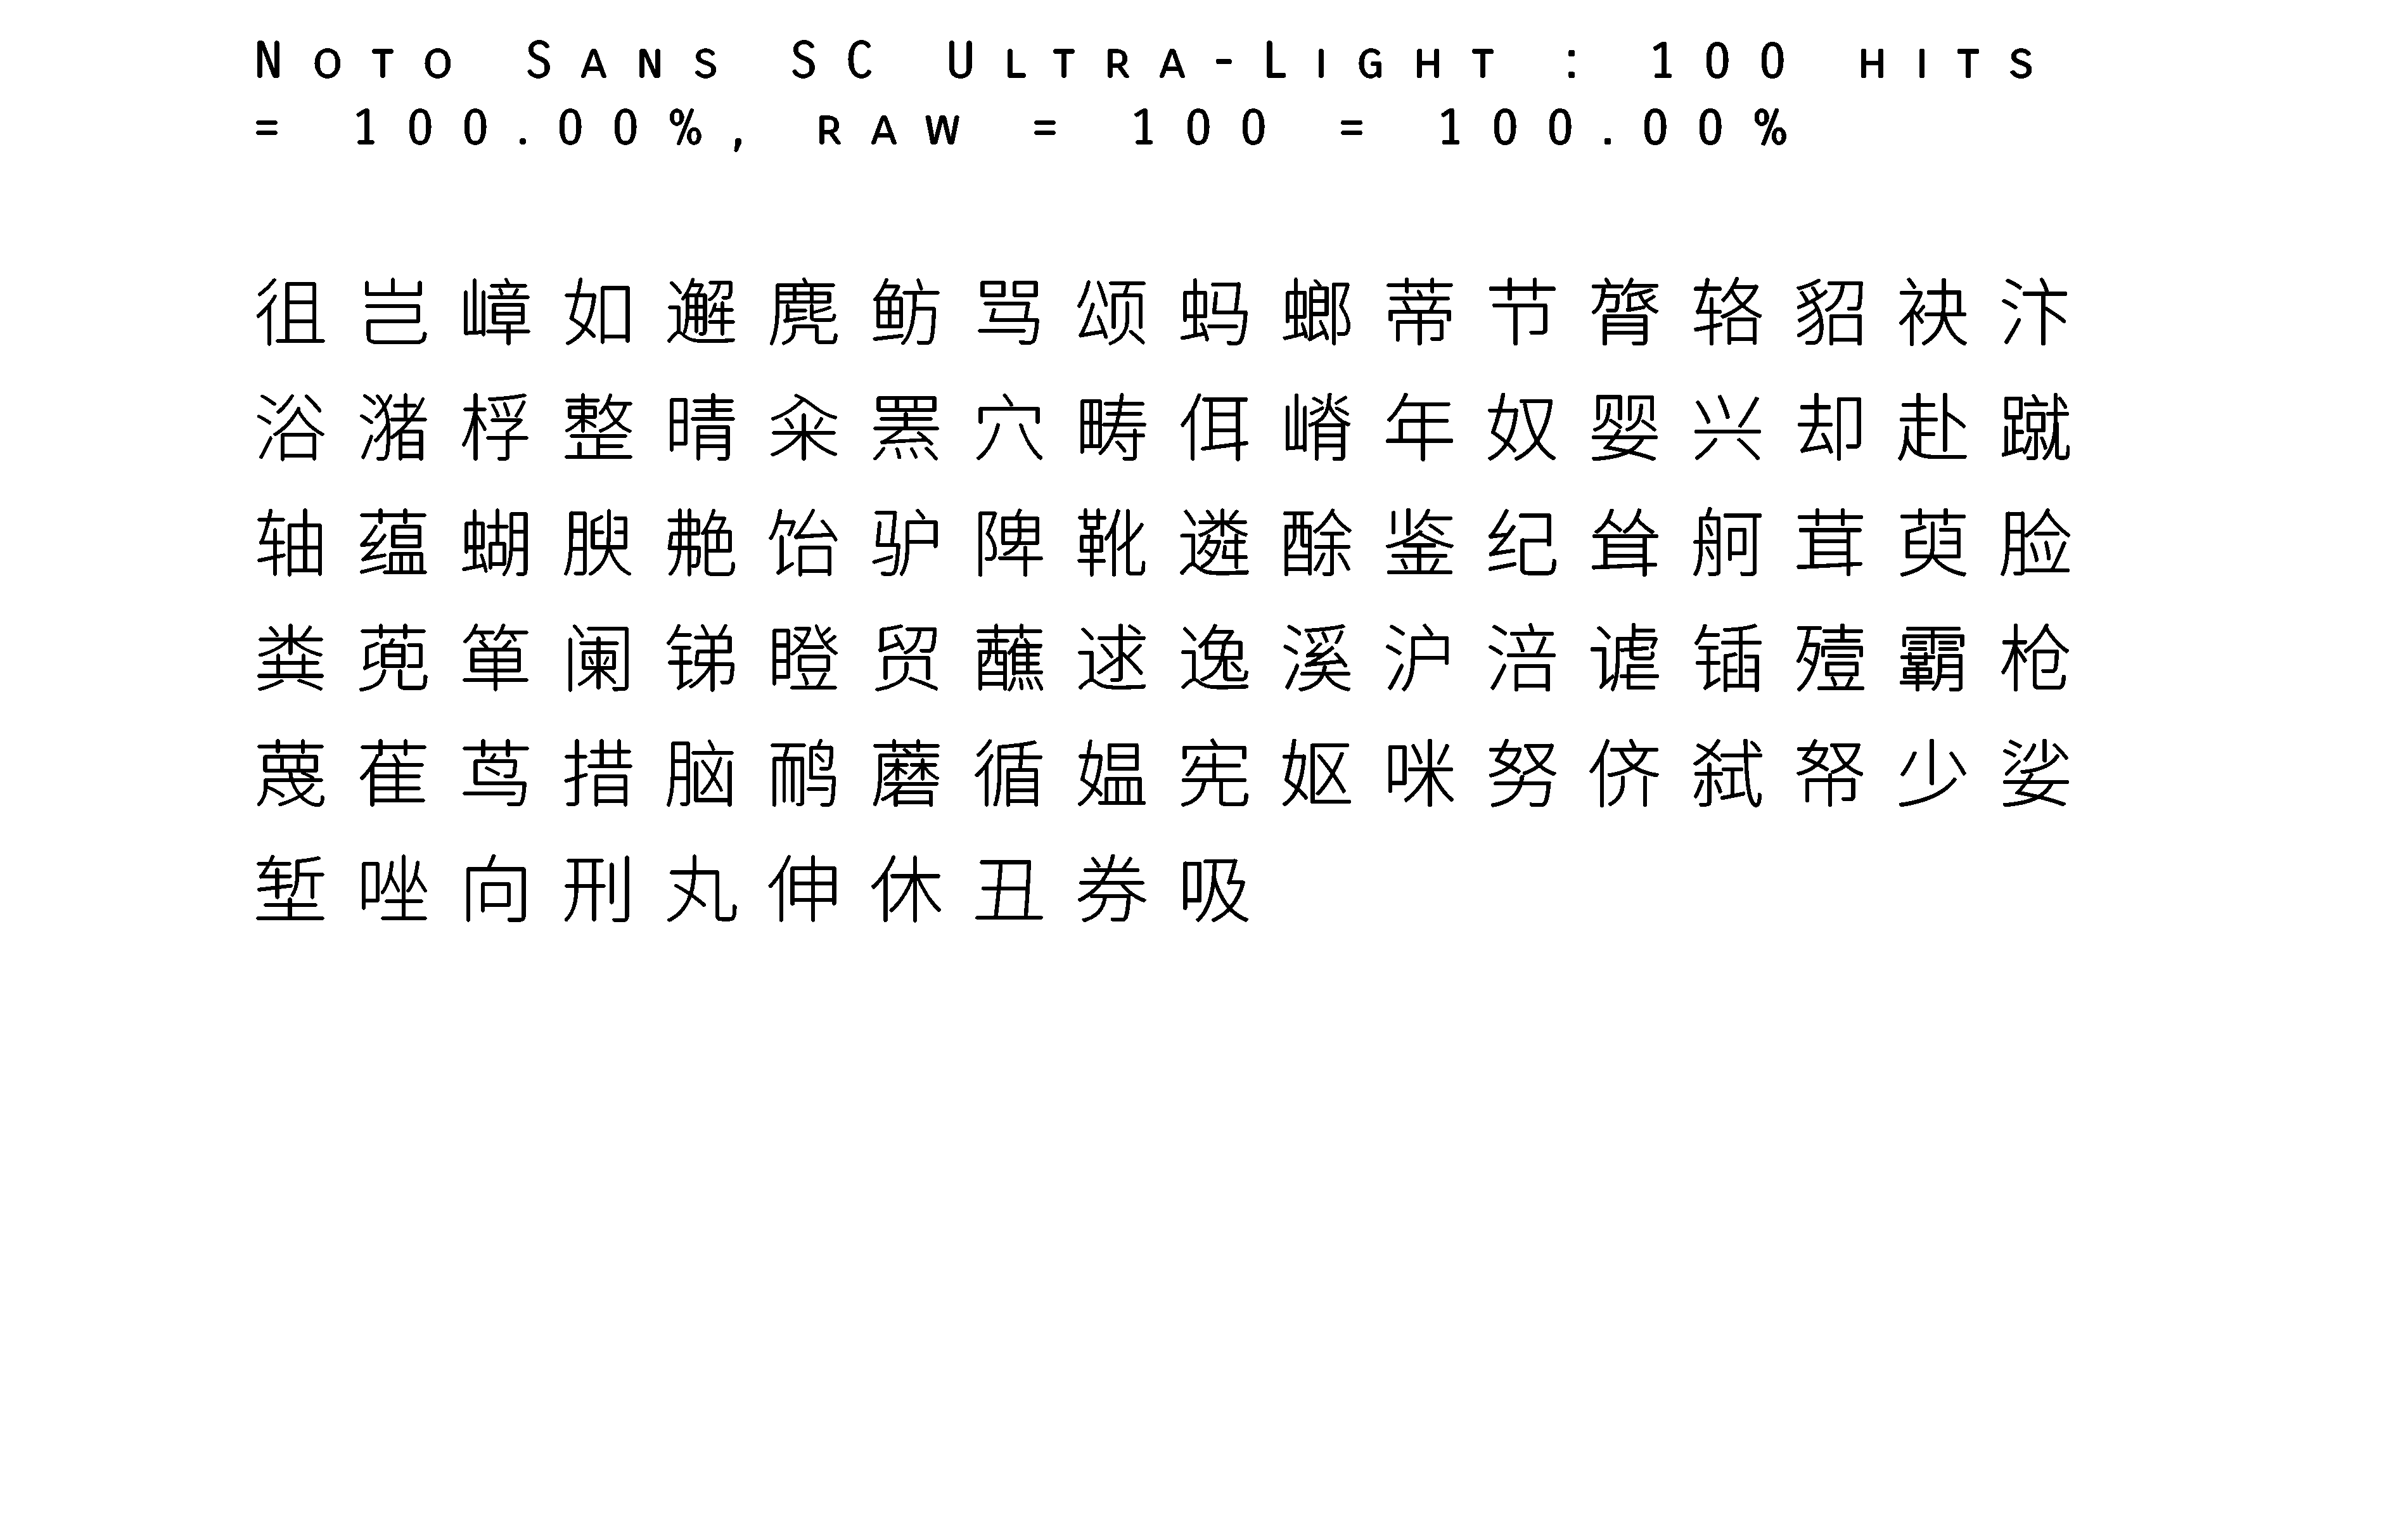 Noto Sans SC Ultra-Light : 100 hits
= 100.00%, raw = 100 = 100.00%
徂岂嶂如邂麂鲂骂颂蚂螂蒂节膂辂貂袂汴
浴潴桴整晴籴罴穴畴佴嵴年奴婴兴却赴蹴
轴蕴蝴腴艴饴驴陴靴遴酴鉴纪耸舸茸萸脸
粪蔸箪阑锑瞪贸蘸逑逸溪沪涪谑锸殪霸枪
蔑萑茑措脑鸸蘑循媪宪妪咪努侪弑帑少娑
堑唑向刑丸伸休丑券吸